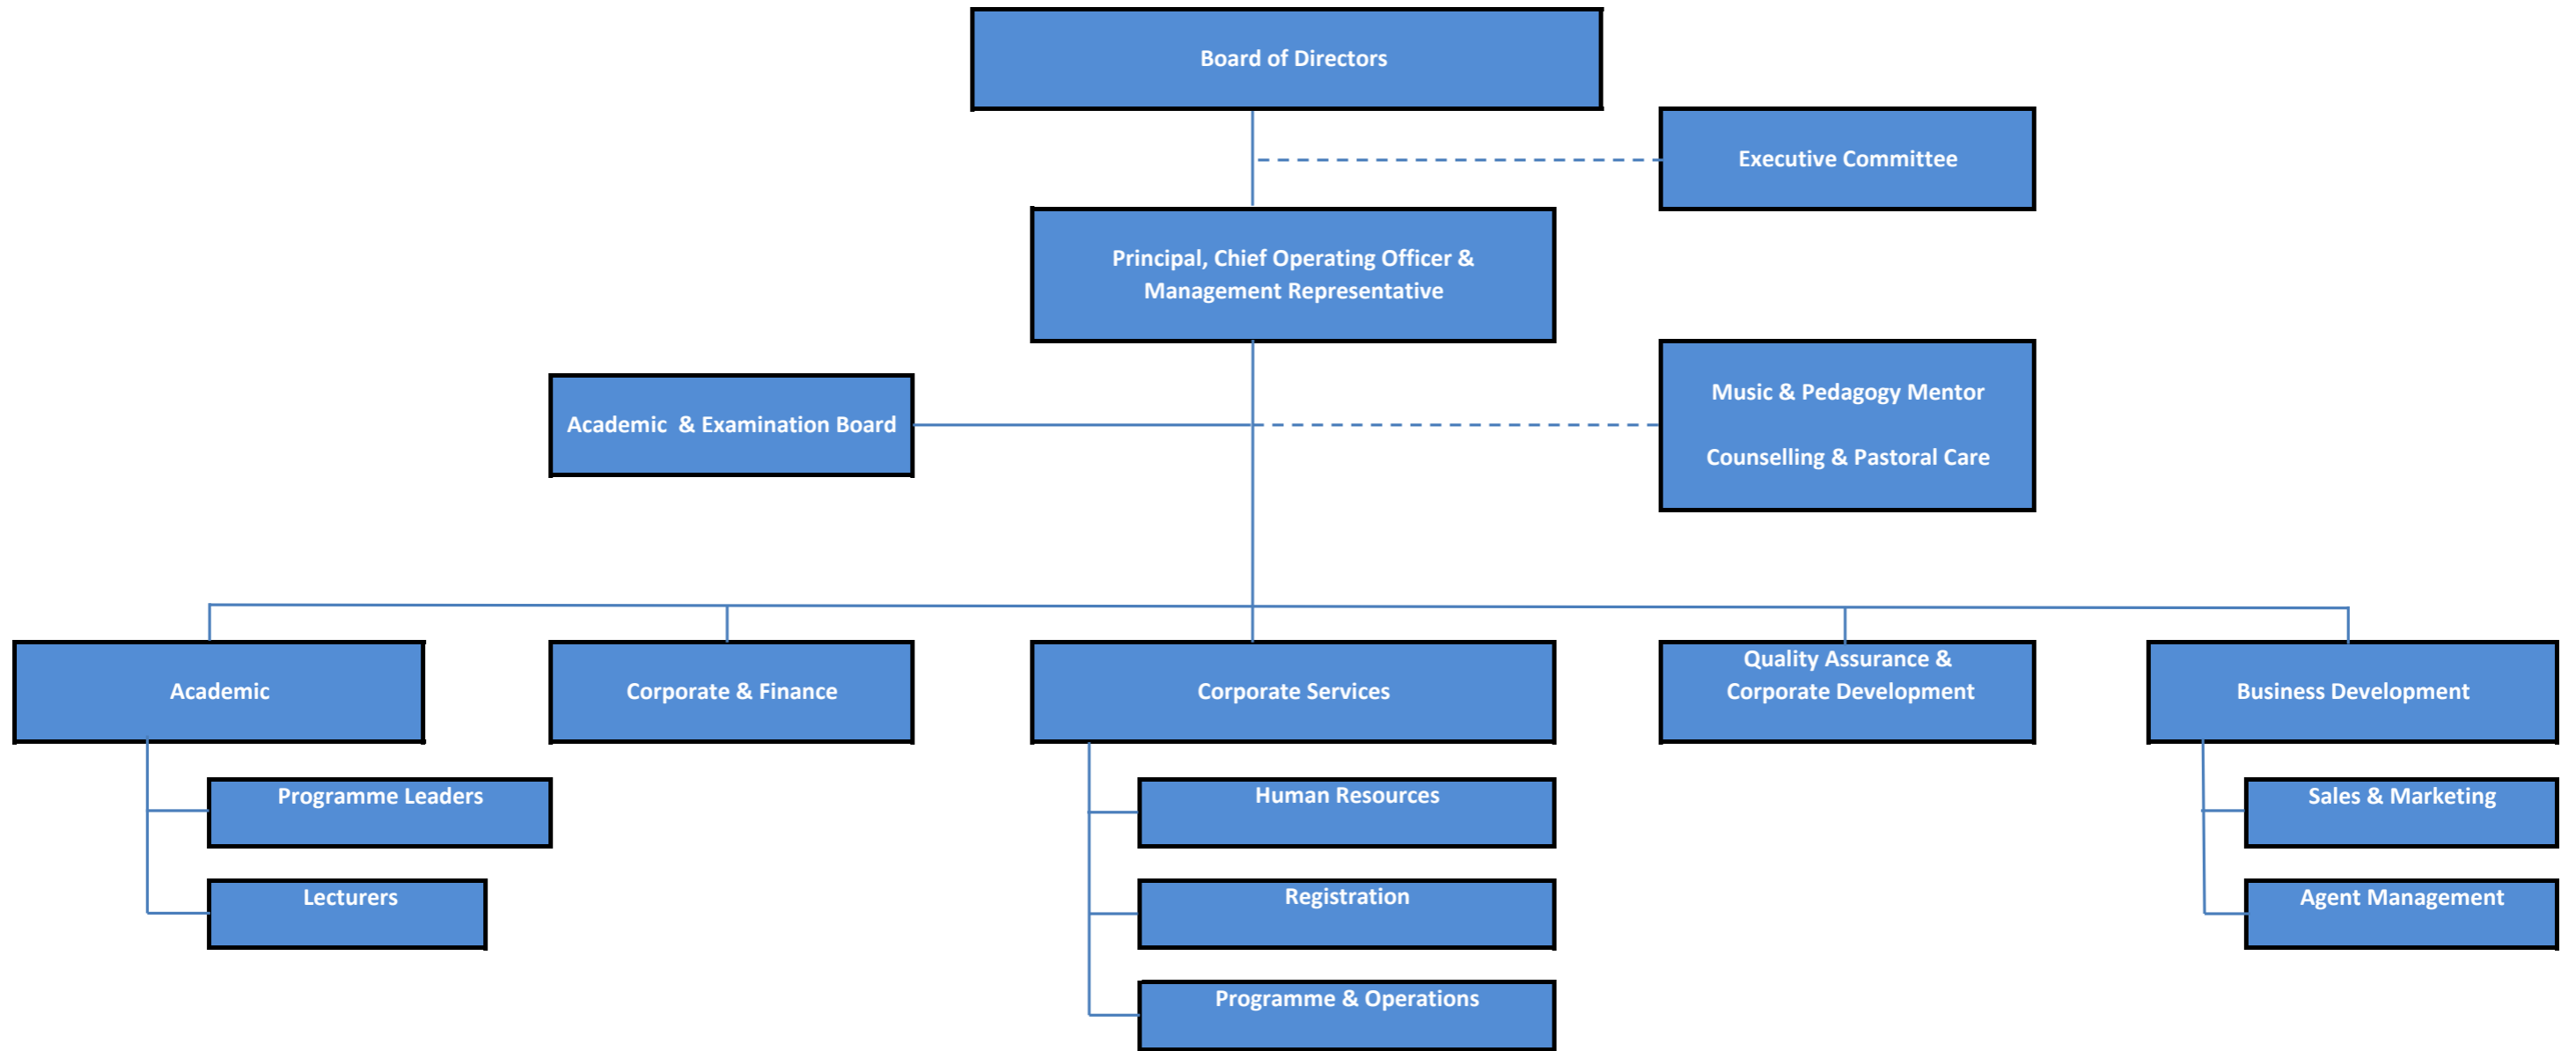 Board of Directors
Executive Committee
Principal, Chief Operating Officer &
Management Representative
Academic & Examination Board
Music & Pedagogy Mentor
Counselling & Pastoral Care
Academic
Corporate & Finance
Corporate Services
Quality Assurance &
Corporate Development
Business Development
Programme Leaders
Human Resources
Sales & Marketing
Lecturers
Registration
Agent Management
Programme & Operations